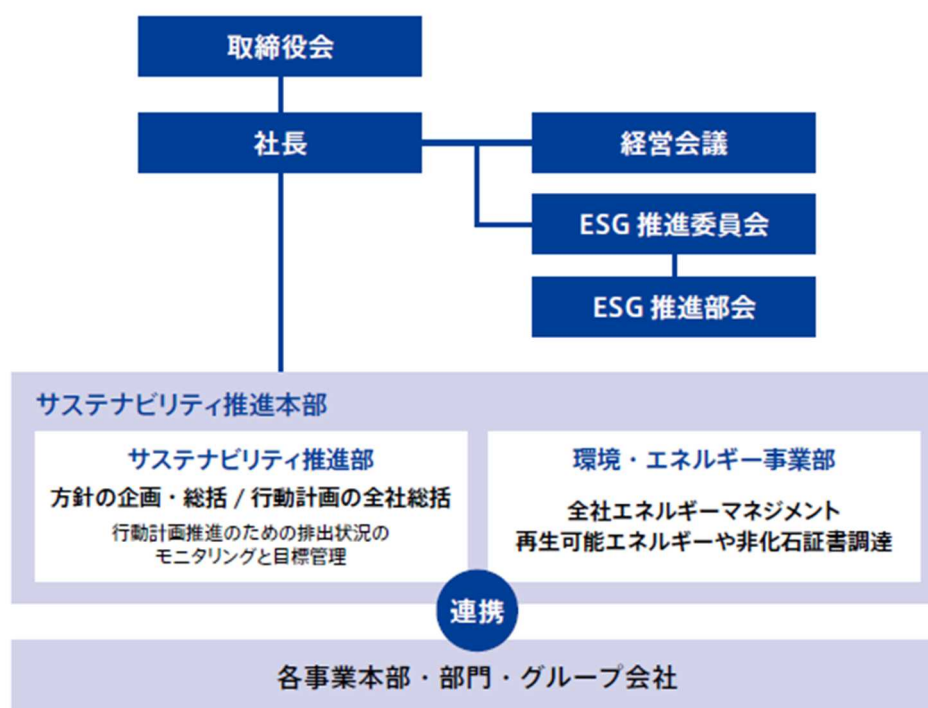 取締役会
社長
経営会議
ESG 推進委員会
ESG 推進部会
サステナビリティ推進本部
サステナビリティ推進部
方針の企画・総括 / 行動計画の全社総括
行動計画推進のための排出状況の
モニタリングと目標管理
環境・エネルギー事業部
全社エネルギーマネジメント
再生可能エネルギーや非化石証書調達
連携
各事業本部・部門・グループ会社